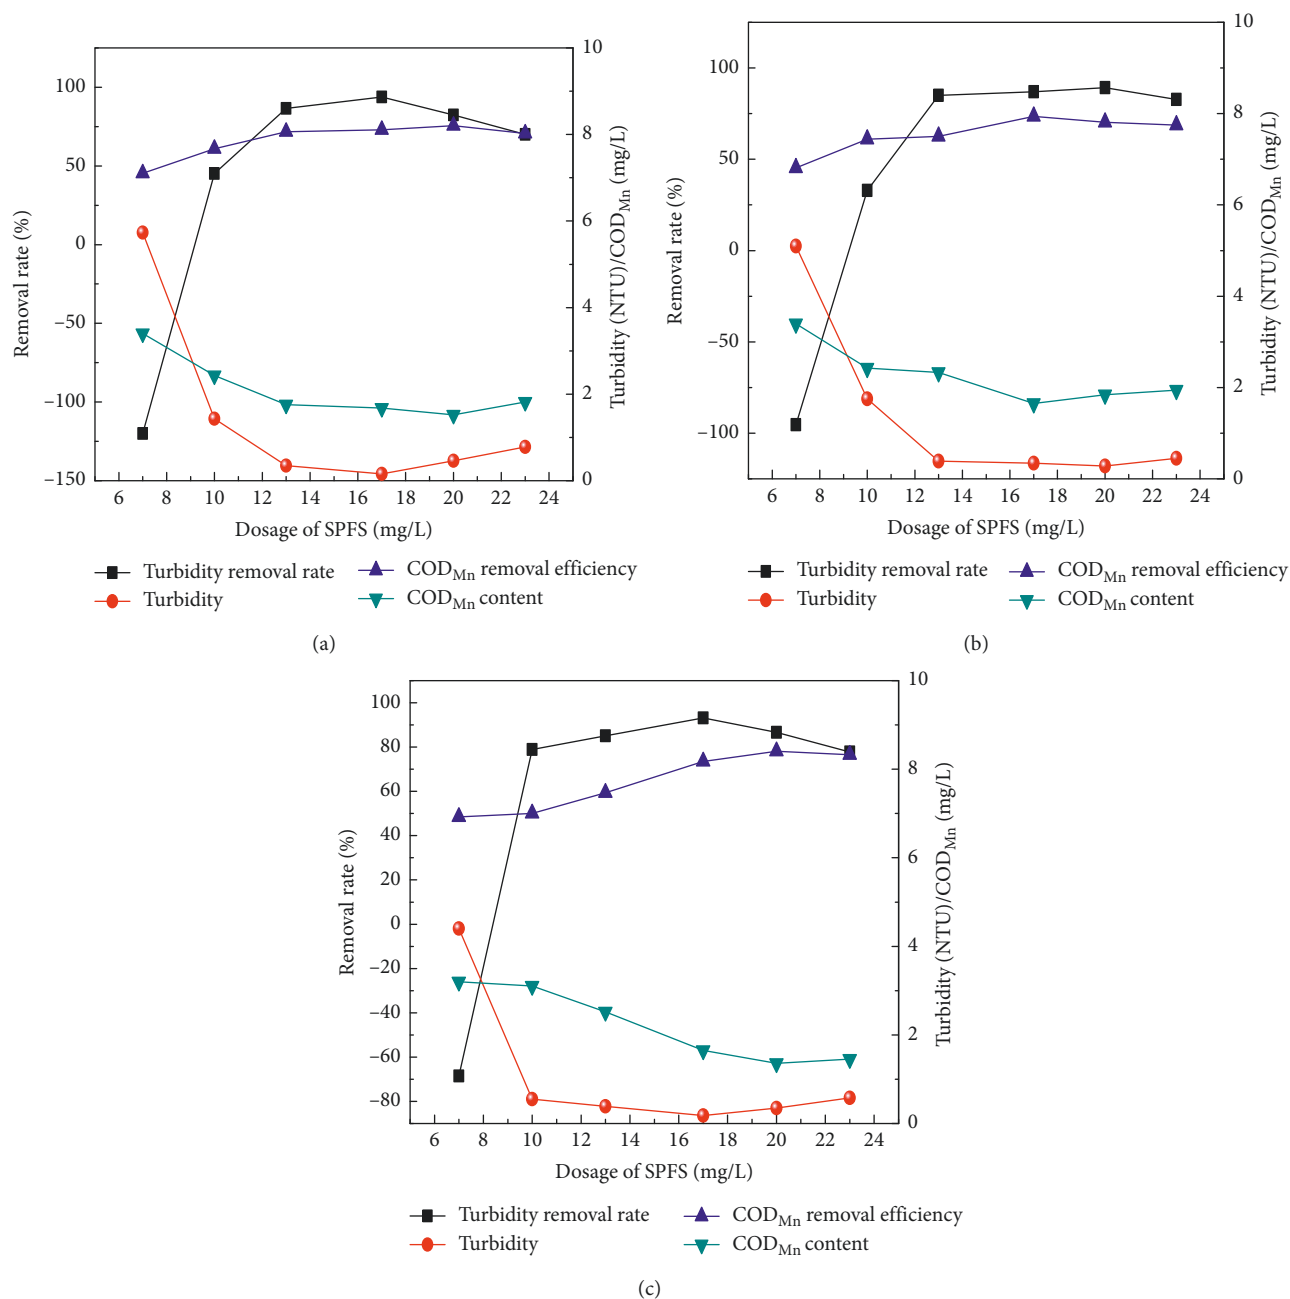 100
50
0
−50
−100
−150
Removal rate (%)
10
8
6
4
2
0
Turbidity (NTU)/COD_Mn (mg/L)
6 8 10 12 14 16 18 20 22 24
Dosage of SPFS (mg/L)
Turbidity removal rate
Turbidity
COD_Mn removal efficiency
COD_Mn content
(a)
100
50
0
−50
−100
Removal rate (%)
10
8
6
4
2
0
Turbidity (NTU)/COD_Mn (mg/L)
6 8 10 12 14 16 18 20 22 24
Dosage of SPFS (mg/L)
Turbidity removal rate
Turbidity
COD_Mn removal efficiency
COD_Mn content
(b)
100
80
60
40
20
0
−20
−40
−60
−80
Removal rate (%)
10
8
6
4
2
0
Turbidity (NTU)/COD_Mn (mg/L)
6 8 10 12 14 16 18 20 22 24
Dosage of SPFS (mg/L)
Turbidity removal rate
Turbidity
COD_Mn removal efficiency
COD_Mn content
(c)